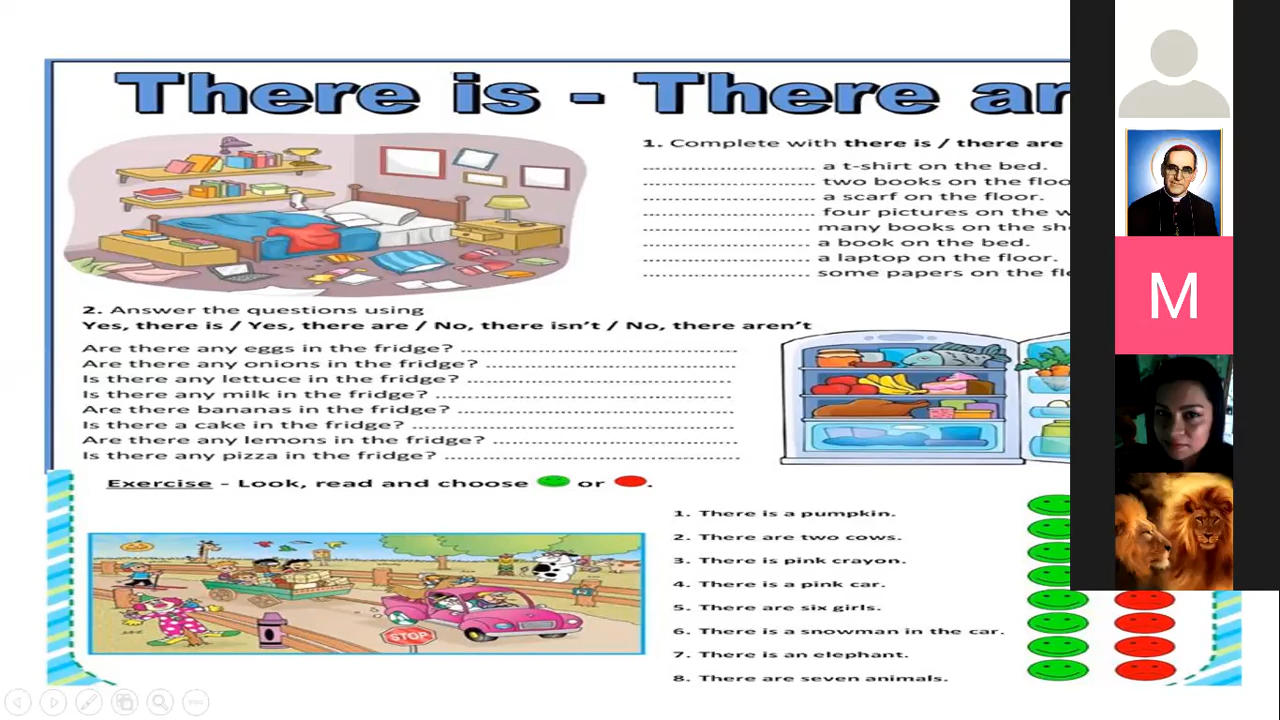 There is - There ar
1. Complete with there is / there are
........................................ a t-shirt on the bed.
........................................ two books on the floo
........................................ a scarf on the floor.
........................................ four pictures on the w
........................................ many books on the she
........................................ a book on the bed.
........................................ a laptop on the floor.
........................................ some papers on the flo
2. Answer the questions using
Yes, there is / Yes, there are / No, there isn't / No, there aren't
Are there any eggs in the fridge? ........................................
Are there any onions in the fridge? ........................................
Is there any lettuce in the fridge? ........................................
Is there any milk in the fridge? ........................................
Are there bananas in the fridge? ........................................
Is there a cake in the fridge? ........................................
Are there any lemons in the fridge? ........................................
Is there any pizza in the fridge? ........................................
Exercise - Look, read and choose or .
1. There is a pumpkin.
2. There are two cows.
3. There is pink crayon.
4. There is a pink car.
5. There are six girls.
6. There is a snowman in the car.
7. There is an elephant.
8. There are seven animals.
STOP
M